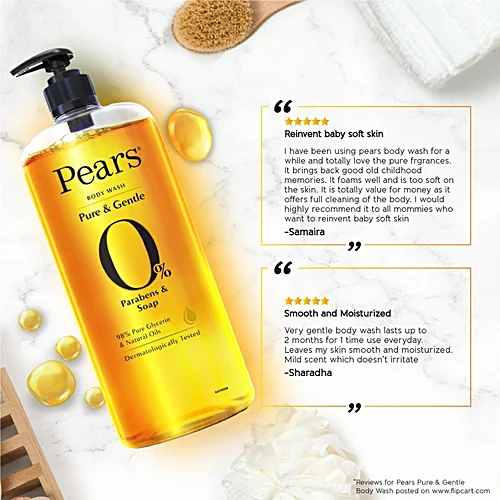 Pears®
BODY WASH
Pure & Gentle
0%
Parabens &
Soap
98% Pure Glycerin
& Natural Oils
Dermatologically Tested
“
Reinvent baby soft skin
I have been using pears body wash for a
while and totally love the pure frgrances.
It brings back good old childhood
memories. It foams well and is too soft on
the skin. It is totally value for money as it
offers full cleaning of the body. I would
highly recommend it to all mommies who
want to reinvent baby soft skin
-Samaira
”
“
Smooth and Moisturized
Very gentle body wash lasts up to
2 months for 1 time use everyday.
Leaves my skin smooth and moisturized.
Mild scent which doesn't irritate
-Sharadha
”
*Reviews for Pears Pure & Gentle
Body Wash posted on www.flipcart.com